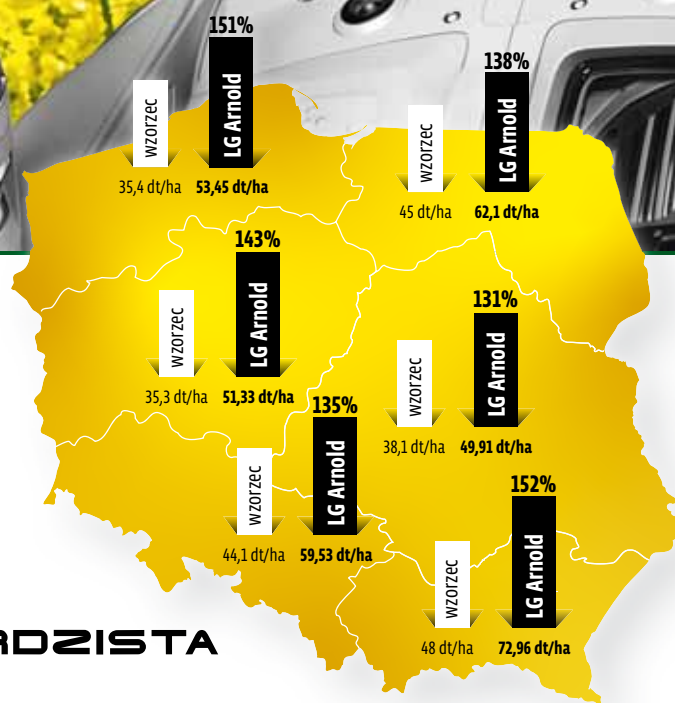 151%
wzorzec
LG Arnold
35,4 dt/ha 53,45 dt/ha
138%
wzorzec
LG Arnold
45 dt/ha 62,1 dt/ha
143%
wzorzec
LG Arnold
35,3 dt/ha 51,33 dt/ha
131%
wzorzec
LG Arnold
38,1 dt/ha 49,91 dt/ha
135%
wzorzec
LG Arnold
44,1 dt/ha 59,53 dt/ha
152%
wzorzec
LG Arnold
48 dt/ha 72,96 dt/ha
RDZISTA